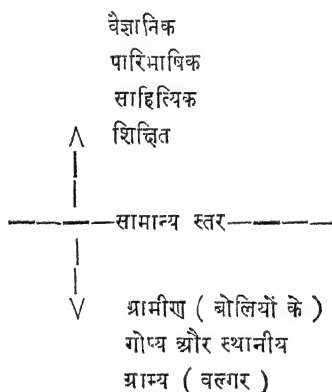 वैज्ञानिक
पारिभाषिक
साहित्यिक
शिक्षित
सामान्य स्तर
ग्रामीण ( बोलियों के )
गोप्य और स्थानीय
ग्राम्य ( वल्गर )